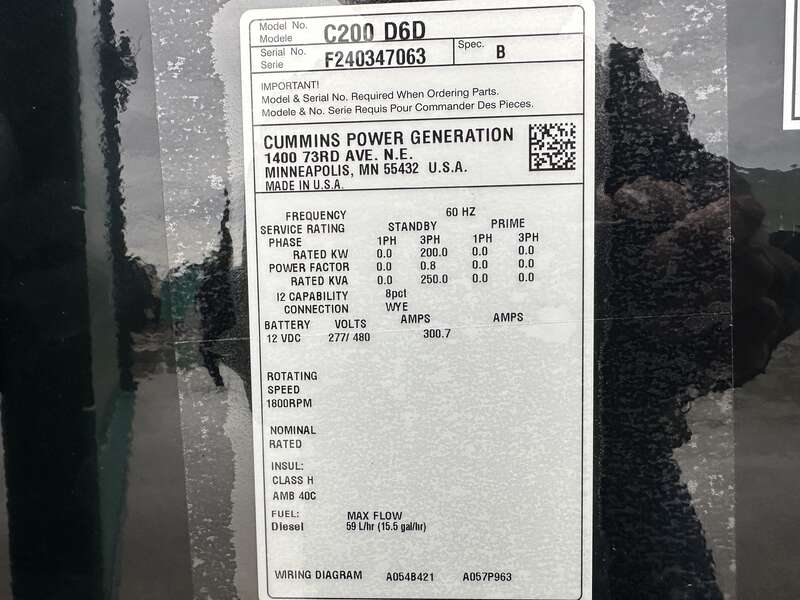 Model No. C200 D6D
Modele
Serial No. F240347063 Spec. B
Serie
IMPORTANT!
Model & Serial No. Required When Ordering Parts.
Modele & No. Serie Requis Pour Commander Des Pieces.
CUMMINS POWER GENERATION
1400 73RD AVE. N.E.
MINNEAPOLIS, MN 55432 U.S.A.
MADE IN U.S.A.
FREQUENCY 60 HZ
SERVICE RATING STANDBY PRIME
PHASE 1PH 3PH 1PH 3PH
RATED KW 0.0 200.0 0.0 0.0
POWER FACTOR 0.0 0.8 0.0 0.0
RATED KVA 0.0 250.0 0.0 0.0
I2 CAPABILITY 8pct
CONNECTION WYE
BATTERY VOLTS AMPS AMPS
12 VDC 277/ 480 300.7
ROTATING
SPEED
1800RPM
NOMINAL
RATED
INSUL:
CLASS H
AMB 40C
FUEL: MAX FLOW
Diesel 59 L/hr (15.5 gal/hr)
WIRING DIAGRAM A054B421 A057P963